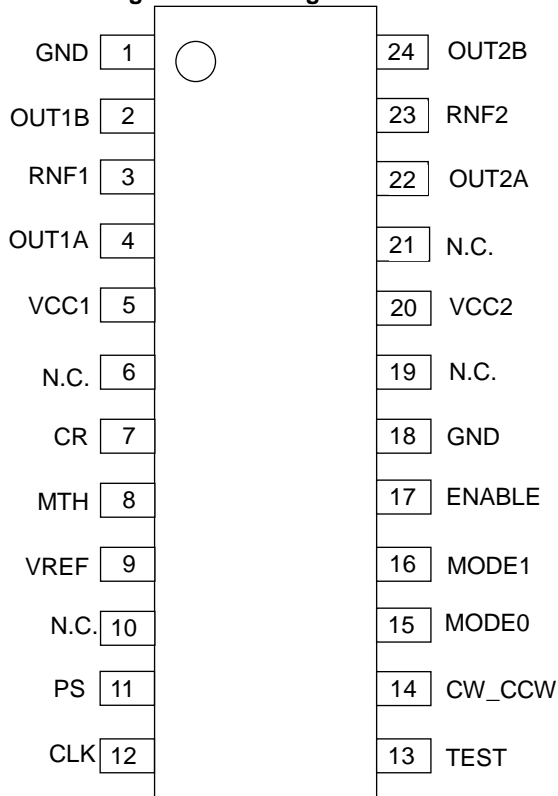 GND 1 24 OUT2B
OUT1B 2 23 RNF2
RNF1 3 22 OUT2A
OUT1A 4 21 N.C.
VCC1 5 20 VCC2
N.C. 6 19 N.C.
CR 7 18 GND
MTH 8 17 ENABLE
VREF 9 16 MODE1
N.C. 10 15 MODE0
PS 11 14 CW_CCW
CLK 12 13 TEST